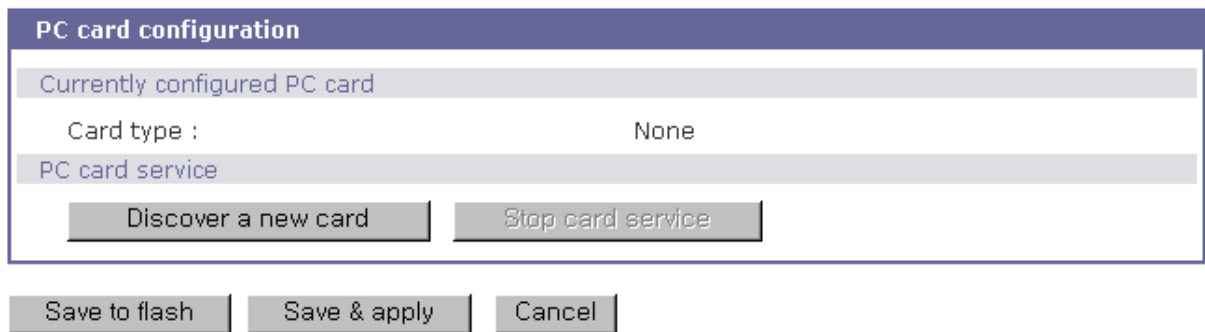 PC card configuration
Currently configured PC card
Card type : None
PC card service
Discover a new card Stop card service
Save to flash Save & apply Cancel